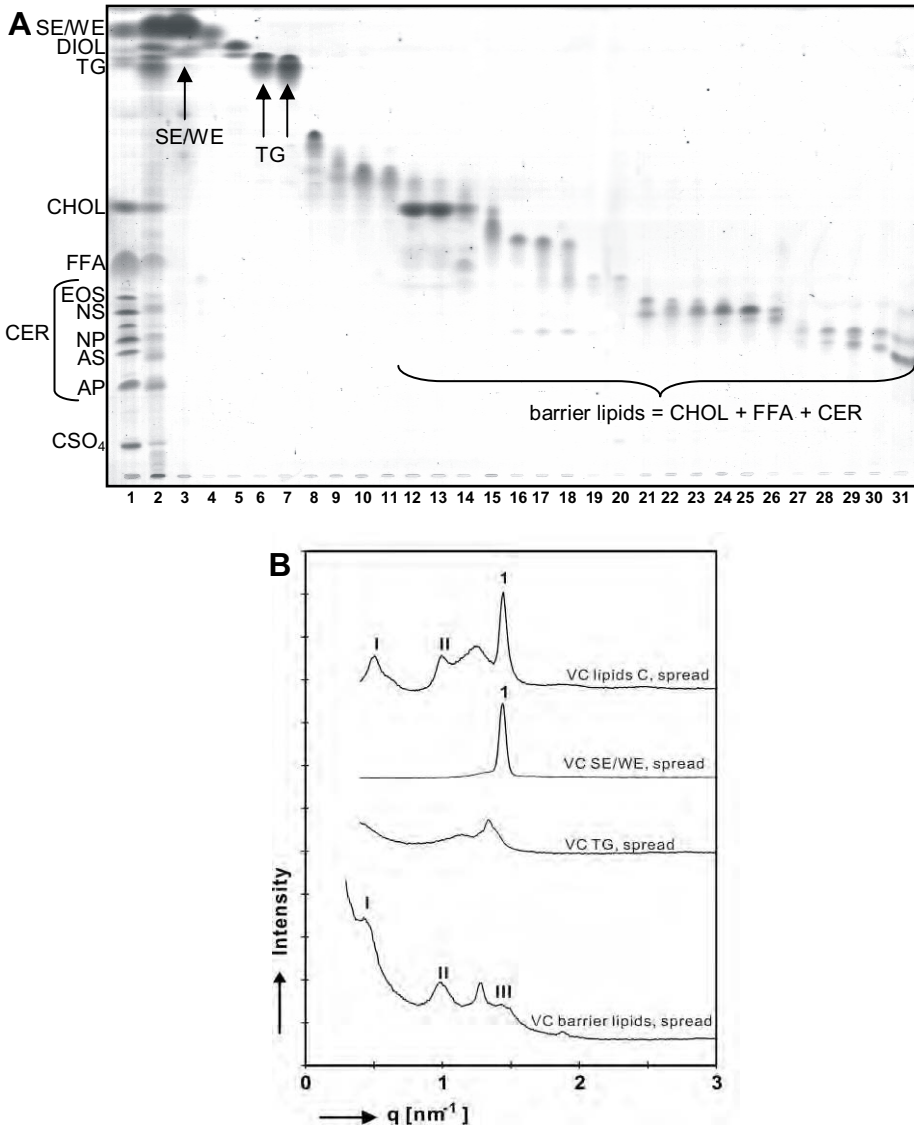 A
SE/WE
DIOL
TG
SE/WE
TG
CHOL
FFA
EOS
NS
CER
NP
AS
AP
CSO₄
barrier lipids = CHOL + FFA + CER
1 2 3 4 5 6 7 8 9 10 11 12 13 14 15 16 17 18 19 20 21 22 23 24 25 26 27 28 29 30 31
B
1
I
II
VC lipids C, spread
1
VC SE/WE, spread
VC TG, spread
I
II
III
VC barrier lipids, spread
Intensity
0 1 2 3
q [nm⁻¹]